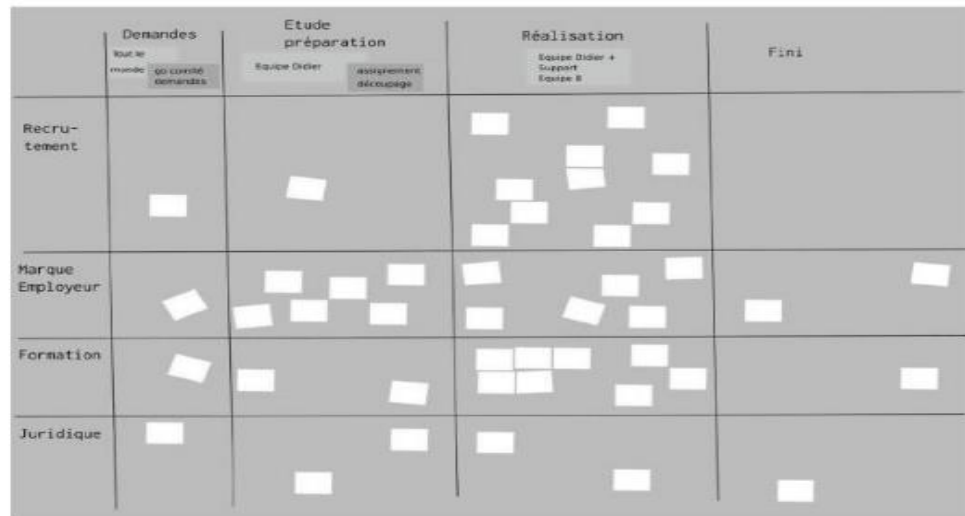 Demandes
Tout le
monde
go comité
demandes
Etude
préparation
Equipe Didier
assignement
découpage
Réalisation
Equipe Didier +
Support
Equipe B
Fini
Recru-
tement
Marque
Employeur
Formation
Juridique